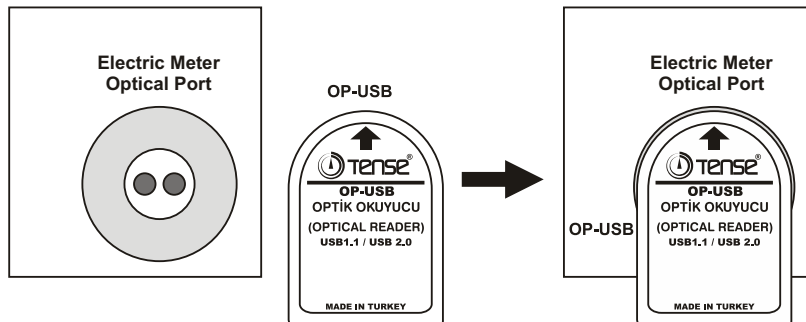 Electric Meter
Optical Port
OP-USB
TENSE®
OP-USB
OPTİK OKUYUCU
(OPTICAL READER)
USB1.1 / USB 2.0
MADE IN TURKEY
Electric Meter
Optical Port
OP-USB
TENSE®
OP-USB
OPTİK OKUYUCU
(OPTICAL READER)
USB1.1 / USB 2.0
MADE IN TURKEY